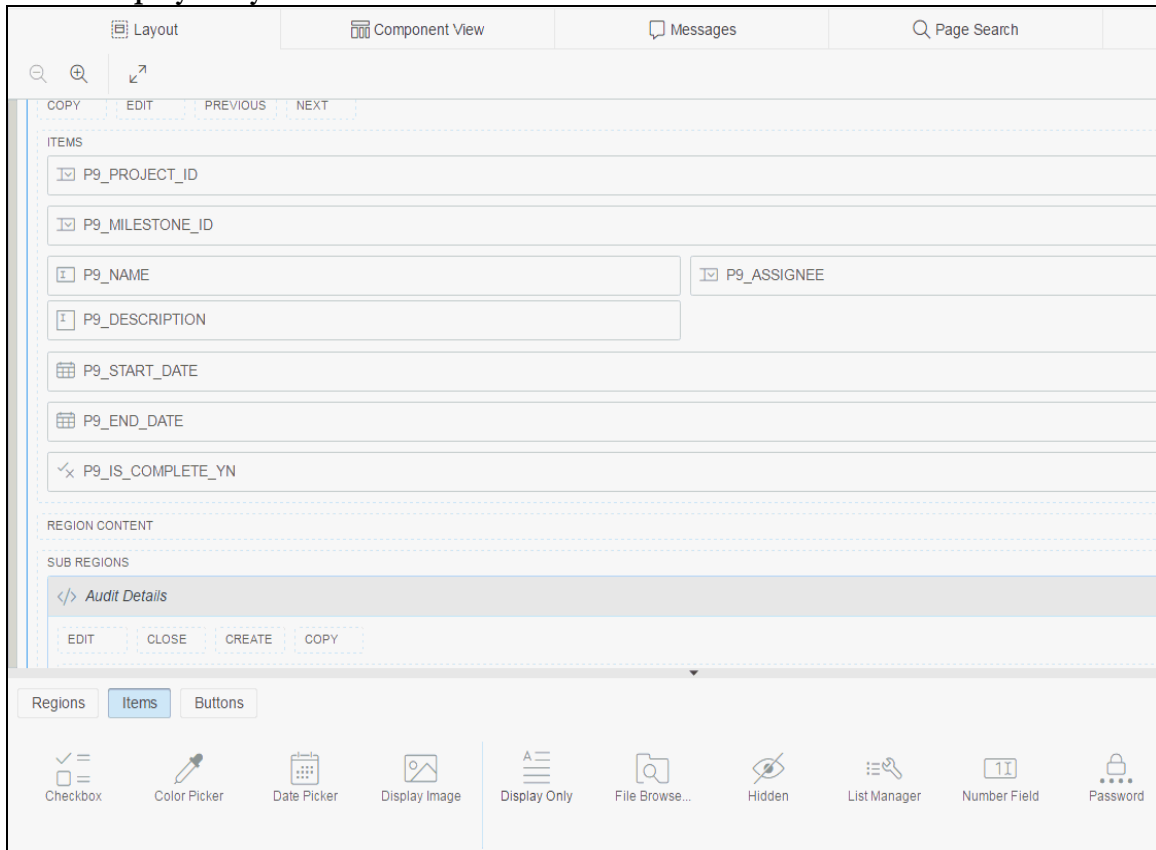 Layout Component View Messages Page Search
COPY EDIT PREVIOUS NEXT
ITEMS
P9_PROJECT_ID
P9_MILESTONE_ID
P9_NAME P9_ASSIGNEE
P9_DESCRIPTION
P9_START_DATE
P9_END_DATE
P9_IS_COMPLETE_YN
REGION CONTENT
SUB REGIONS
</> Audit Details
EDIT CLOSE CREATE COPY
Regions Items Buttons
Checkbox Color Picker Date Picker Display Image Display Only File Browse... Hidden List Manager Number Field Password